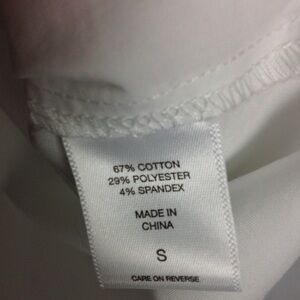 67% COTTON
29% POLYESTER
4% SPANDEX
MADE IN
CHINA
S
CARE ON REVERSE